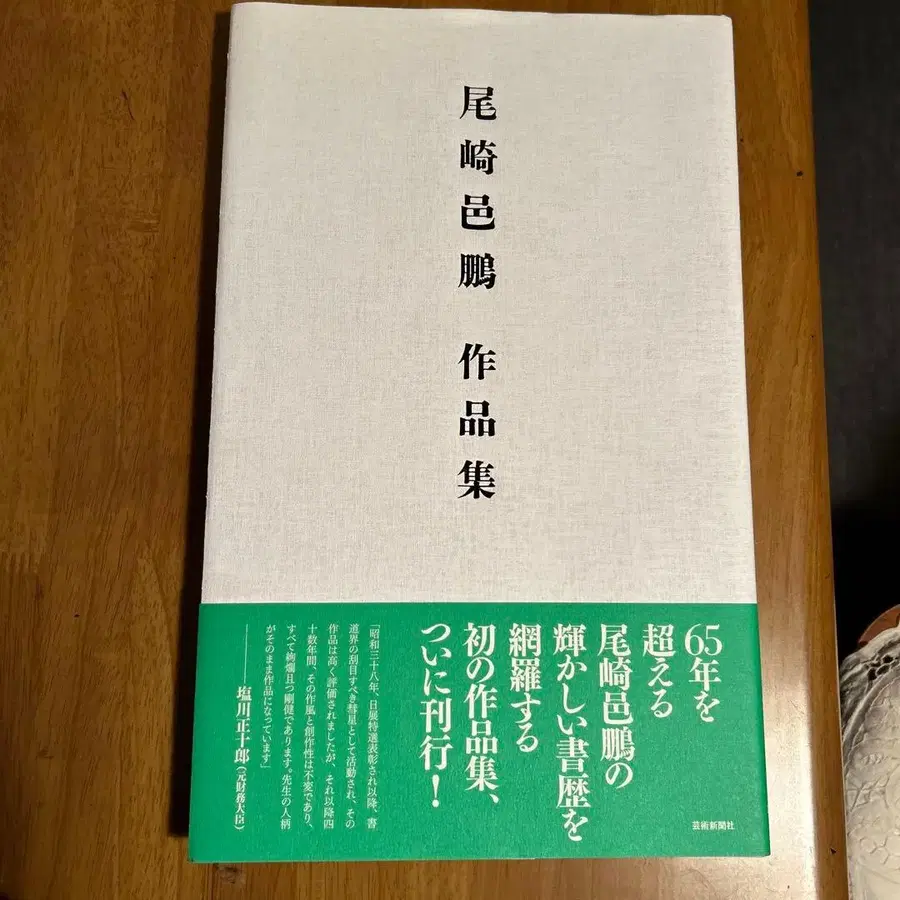 尾崎邑鵬 作品集
65年を
超える
尾崎邑鵬の
輝かしい書歴を
網羅する
初の作品集、
ついに刊行！
「昭和三十八年、日展特選表彰され以降、書
道界の刮目すべき彗星として活動され、その
作品は高く評価されましたが、それ以降四
十数年間、その作風と創作性は不変であり、
すべて絢爛且つ剛健であります。先生の人柄
がそのまま作品になっています」
――塩川正十郎（元財務大臣）
芸術新聞社